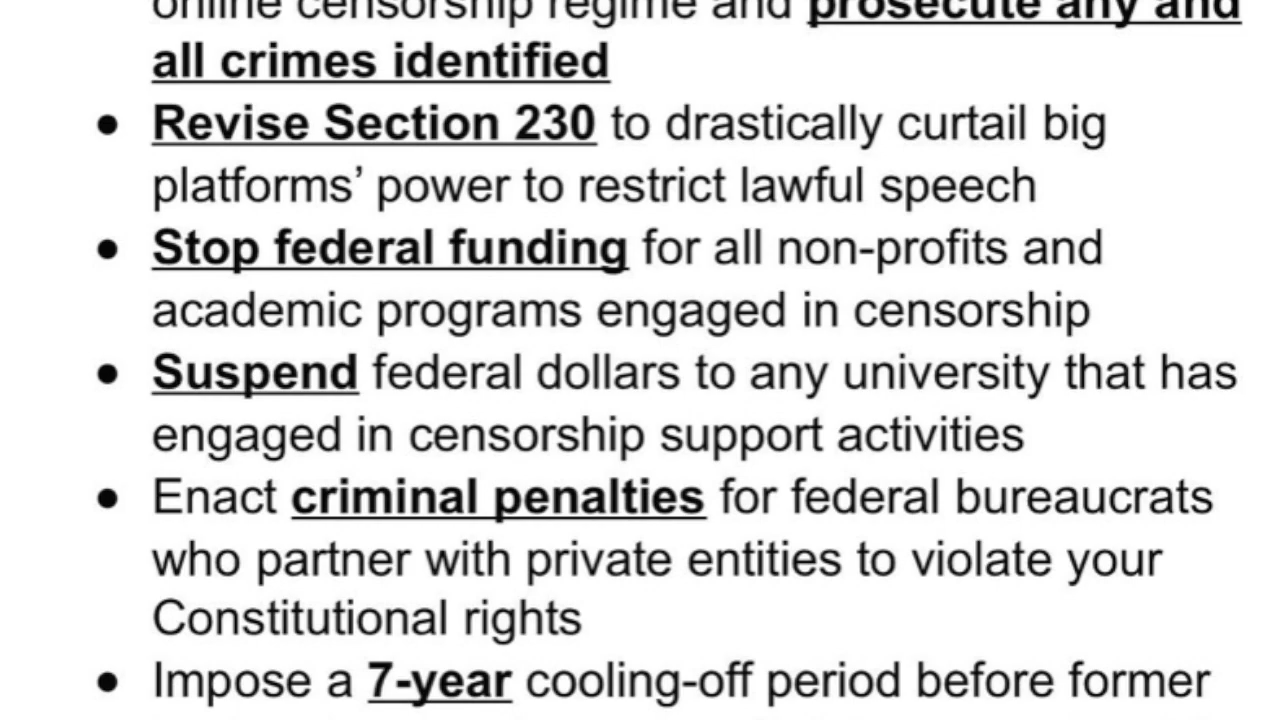 online censorship regime and prosecute any and
all crimes identified
● Revise Section 230 to drastically curtail big
platforms’ power to restrict lawful speech
● Stop federal funding for all non-profits and
academic programs engaged in censorship
● Suspend federal dollars to any university that has
engaged in censorship support activities
● Enact criminal penalties for federal bureaucrats
who partner with private entities to violate your
Constitutional rights
● Impose a 7-year cooling-off period before former